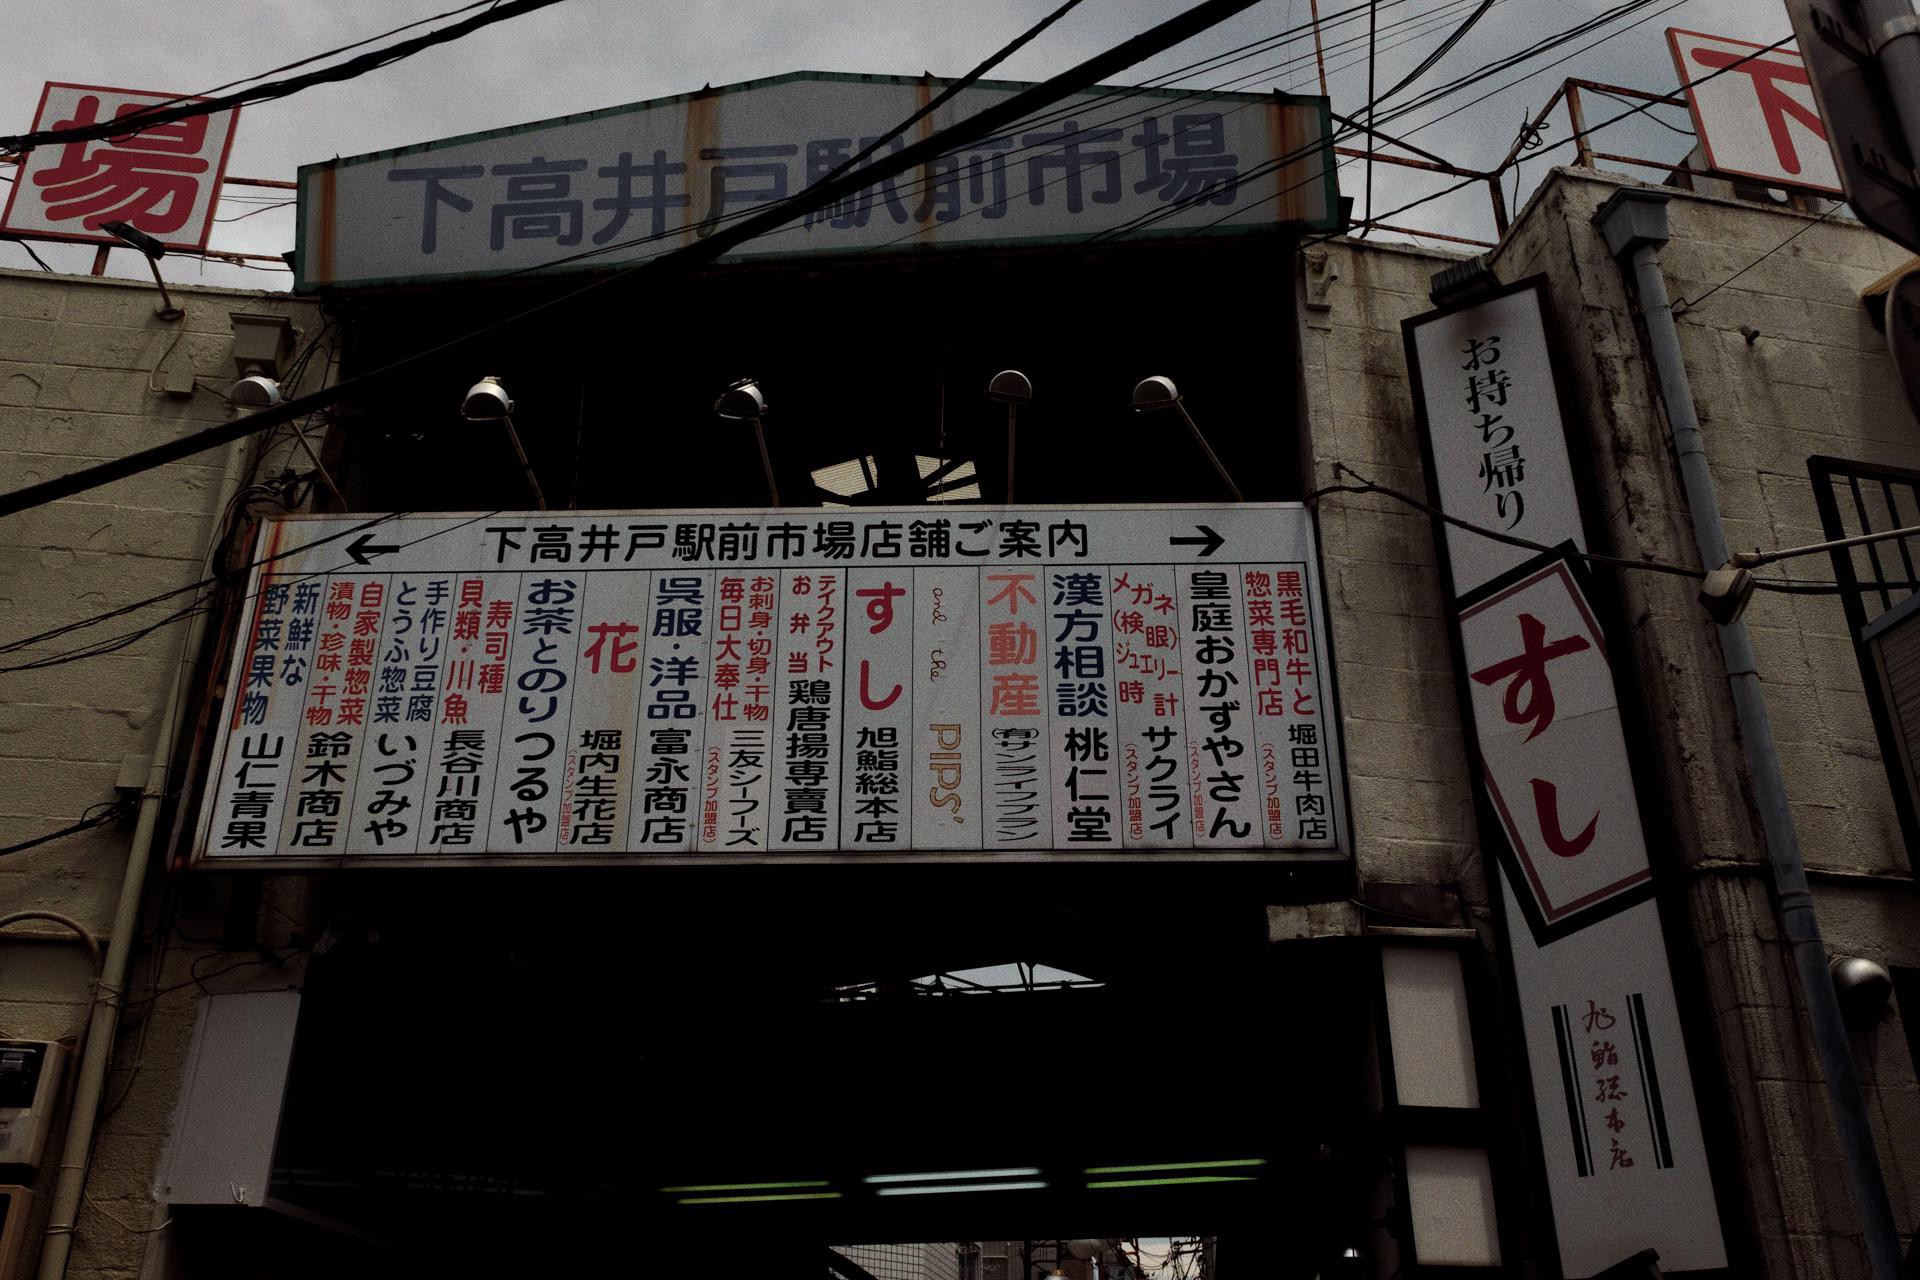 場
下高井戸駅前市場
下
← 下高井戸駅前市場店舗ご案内 →
新鮮な
野菜果物
山仁青果
自家製惣菜
漬物・珍味・干物
鈴木商店
手作り豆腐
とうふ惣菜
いづみや
寿司種
貝類・川魚
長谷川商店
お茶とのり
つるや
花
堀内生花店
(スタンプ加盟店)
呉服・洋品
富永商店
お刺身・切身・干物
毎日大奉仕
三友シーフーズ
(スタンプ加盟店)
テイクアウト
お弁当
鶏唐揚専賣店
すし
旭鮨総本店
and the
PIPS'
不動産
(有)サンライフプラン
漢方相談
桃仁堂
メガネ
(検眼)
ジュエリー
時計
サクライ
(スタンプ加盟店)
皇庭おかずやさん
(スタンプ加盟店)
黒毛和牛と
惣菜専門店
堀田牛肉店
(スタンプ加盟店)
お持ち帰り
すし
旭鮨総本店